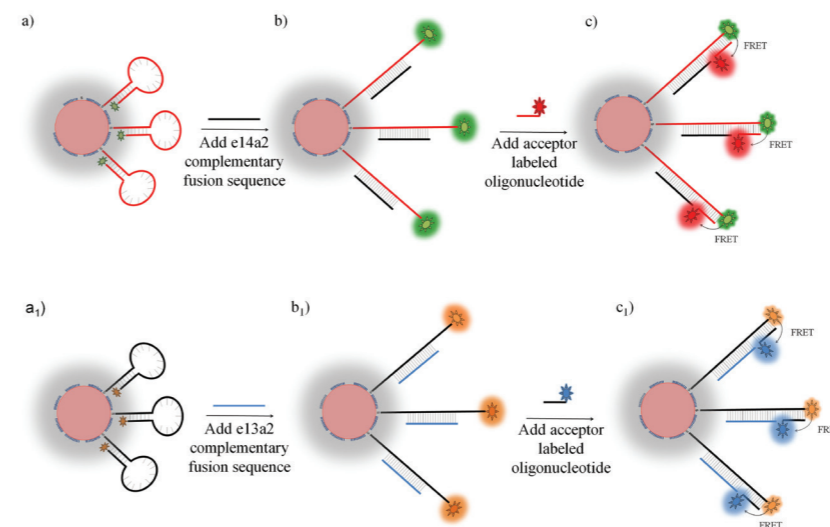 a)
b)
c)
FRET
Add e14a2
complementary
fusion sequence
Add acceptor
labeled
oligonucleotide
FRET
FRET
a1)
b1)
c1)
FRET
Add e13a2
complementary
fusion sequence
Add acceptor
labeled
oligonucleotide
FR
FRET